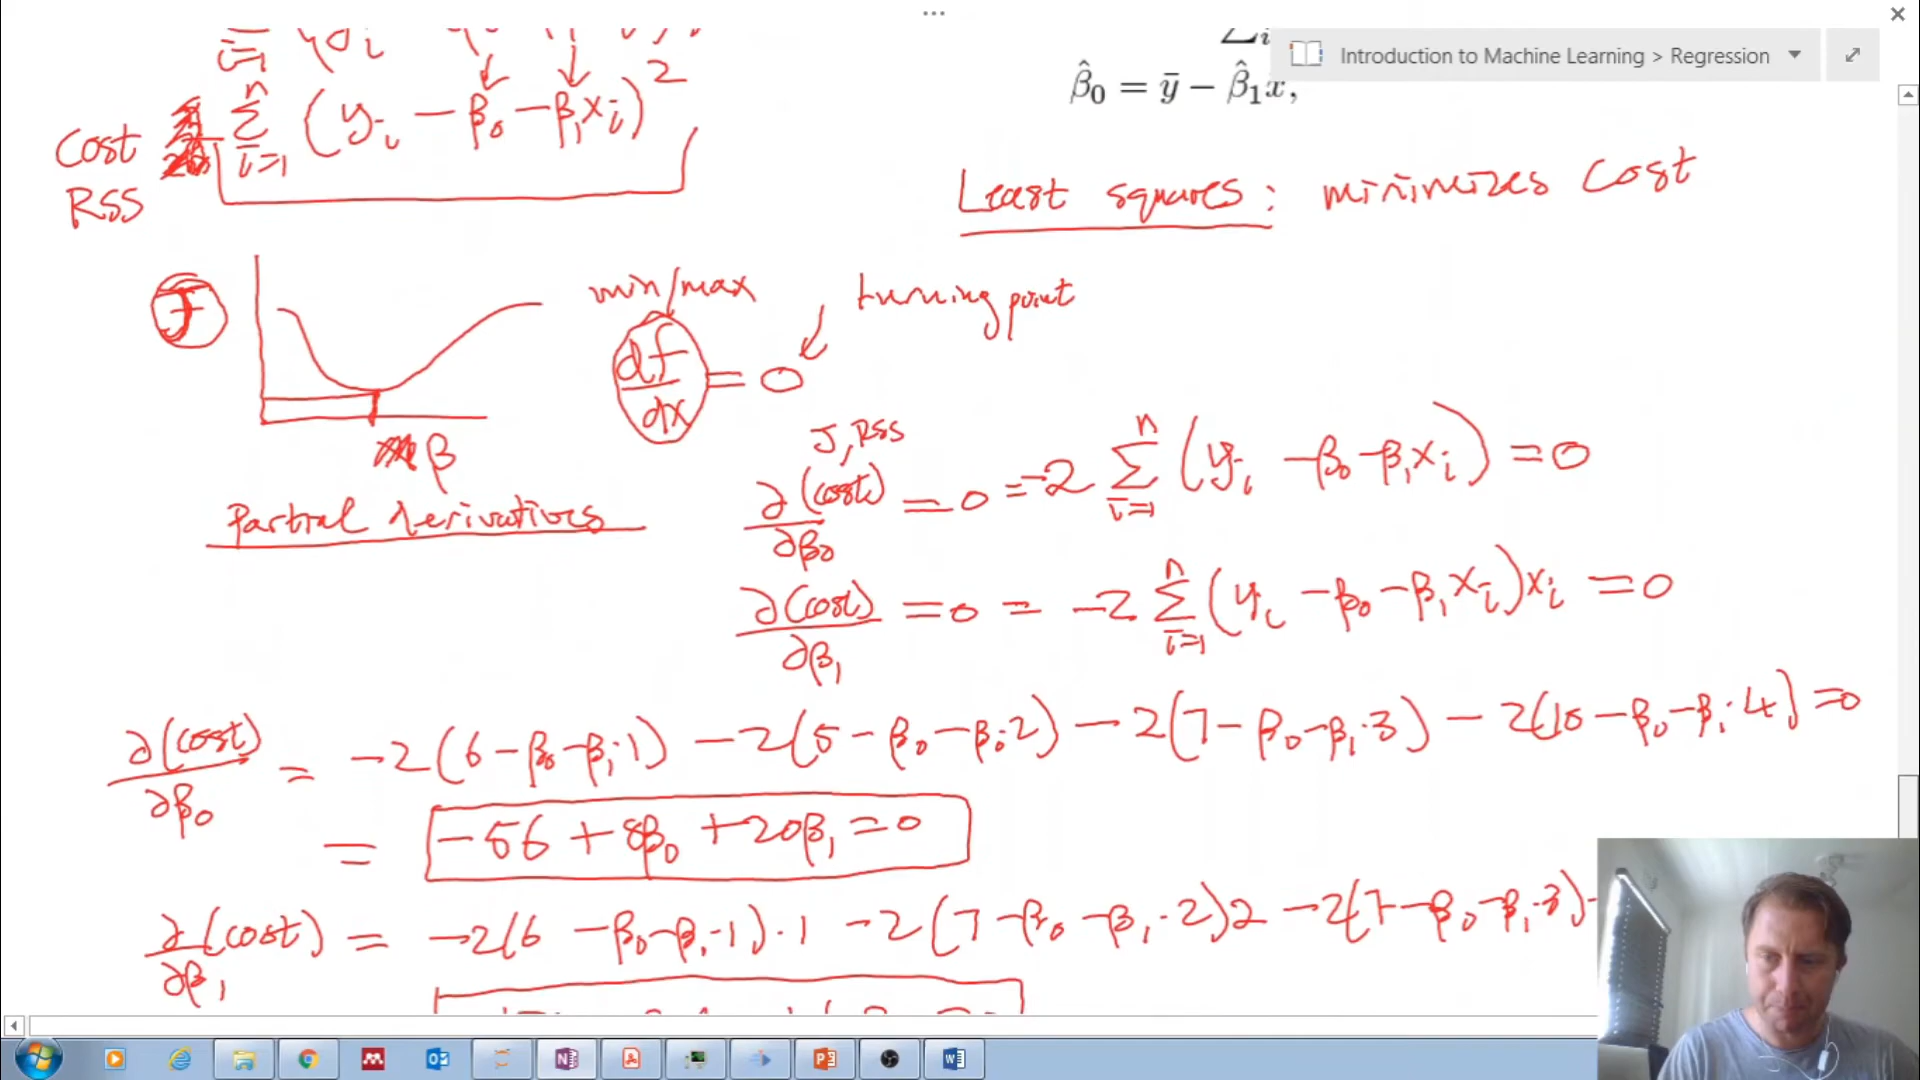 Introduction to Machine Learning > Regression
β̂₀ = ȳ − β̂₁x̄,
Cost Σ i=1 n (yᵢ − β₀ − β₁xᵢ)²
RSS
Least squares: minimizes cost
J
min/max
turning point
df/dx = 0
β
J, RSS
Partial derivatives
∂(cost)/∂β₀ = 0 = −2 Σ i=1 n (yᵢ − β₀ − β₁xᵢ) = 0
∂(cost)/∂β₁ = 0 = −2 Σ i=1 n (yᵢ − β₀ − β₁xᵢ)xᵢ = 0
∂(cost)/∂β₀ = −2(6 − β₀ − β₁·1) − 2(5 − β₀ − β₁·2) − 2(7 − β₀ − β₁·3) − 2(10 − β₀ − β₁·4) = 0
= −56 + 8β₀ + 20β₁ = 0
∂(cost)/∂β₁ = −2(6 − β₀ − β₁·1)·1 − 2(7 − β₀ − β₁·2)2 − 2(7 − β₀ − β₁·3)